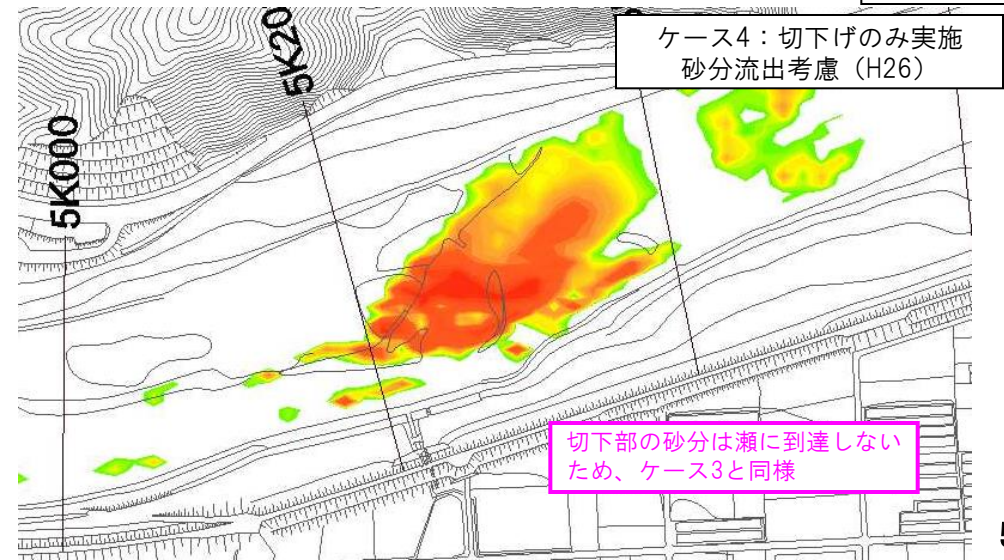 ケース4:切下げのみ実施
砂分流出考慮(H26)
5K20
5K000
切下部の砂分は瀬に到達しない
ため、ケース3と同様